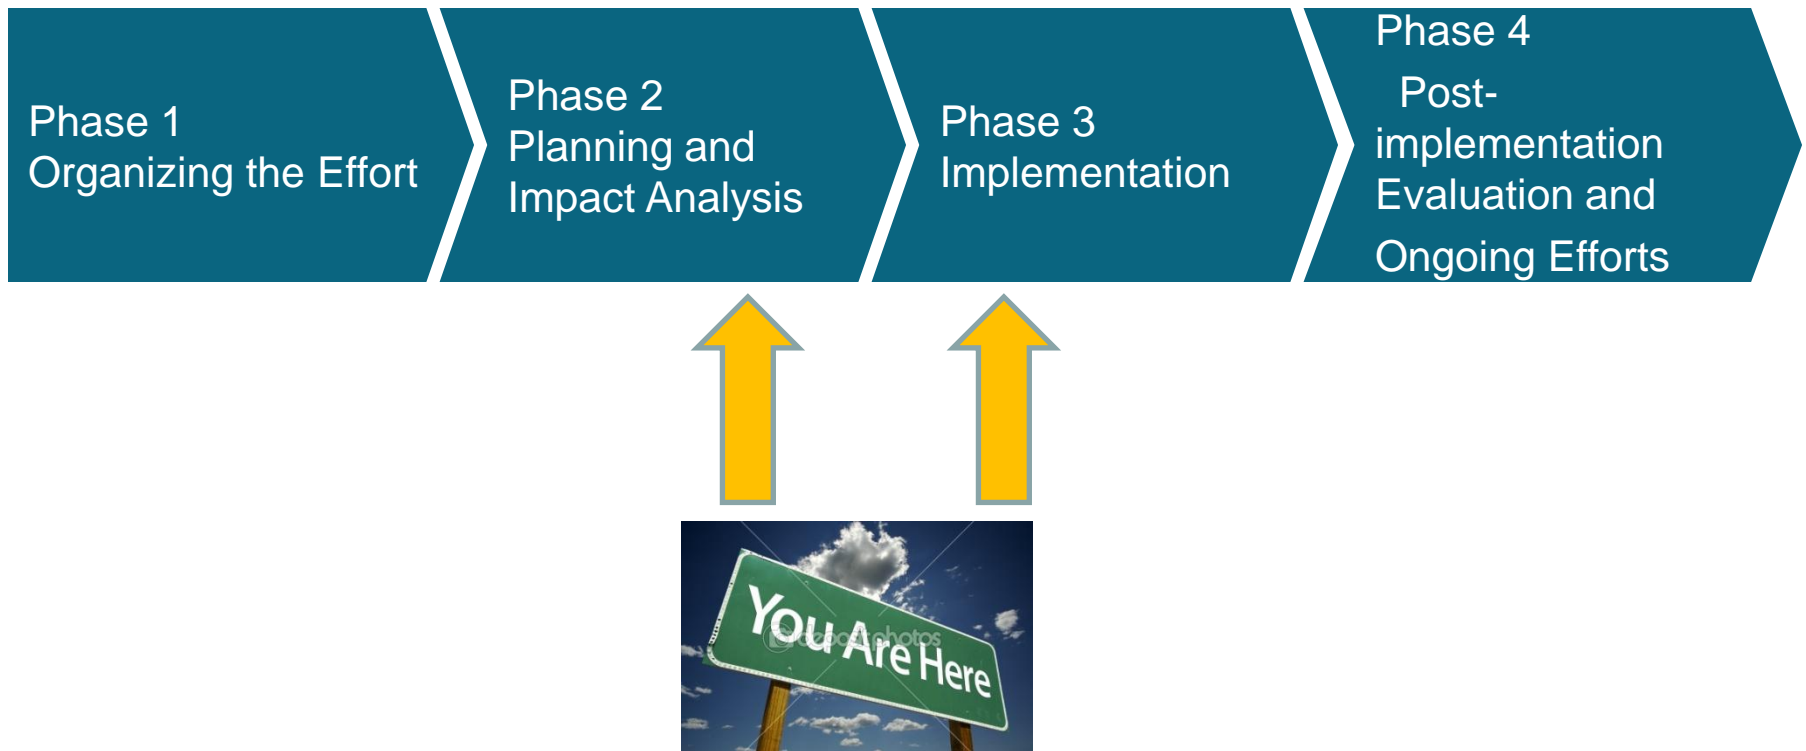 Phase 1
Organizing the Effort
Phase 2
Planning and
Impact Analysis
Phase 3
Implementation
Phase 4
Post-
implementation
Evaluation and
Ongoing Efforts
You Are Here
depositphotos